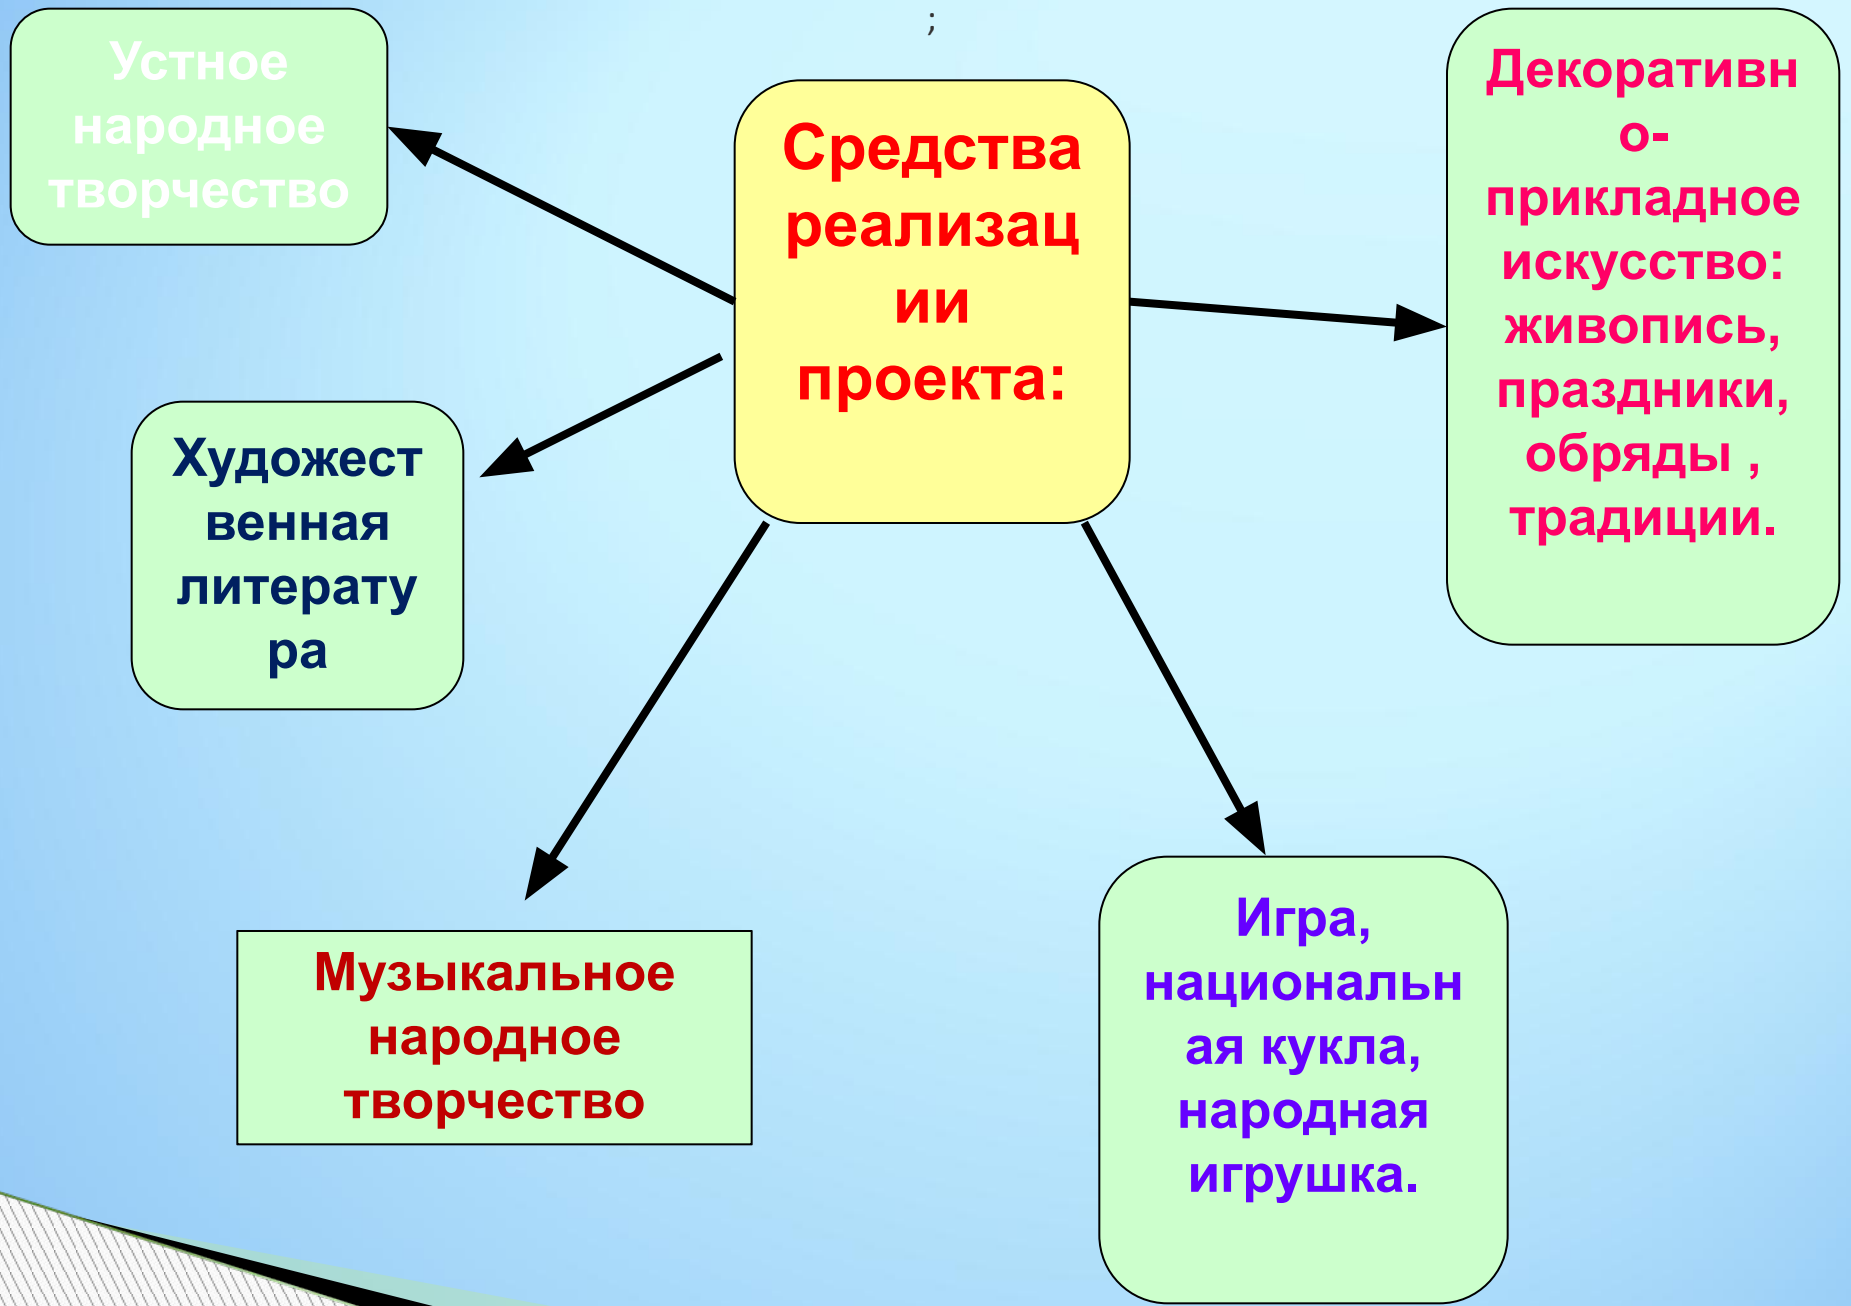 ;
Устное
народное
творчество
Средства
реализац
ии
проекта:
Декоративн
о-
прикладное
искусство:
живопись,
праздники,
обряды ,
традиции.
Художест
венная
литерату
ра
Музыкальное
народное
творчество
Игра,
национальн
ая кукла,
народная
игрушка.